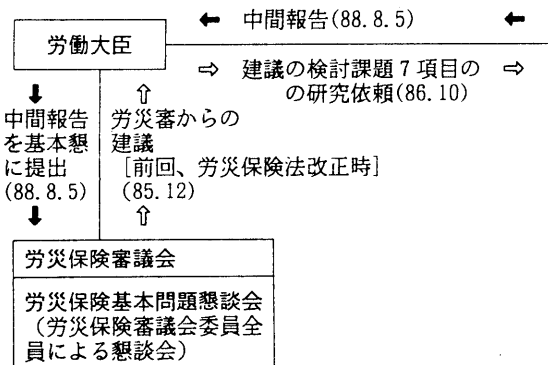 ← 中間報告(88.8.5) ←
労働大臣
⇨ 建議の検討課題7項目の ⇨
の研究依頼(86.10)
↓ ⇧
中間報告
を基本懇
に提出
(88.8.5)
↓
労災審からの
建議
[前回、労災保険法改正時]
(85.12)
⇧
労災保険審議会
労災保険基本問題懇談会
(労災保険審議会委員全
員による懇談会)